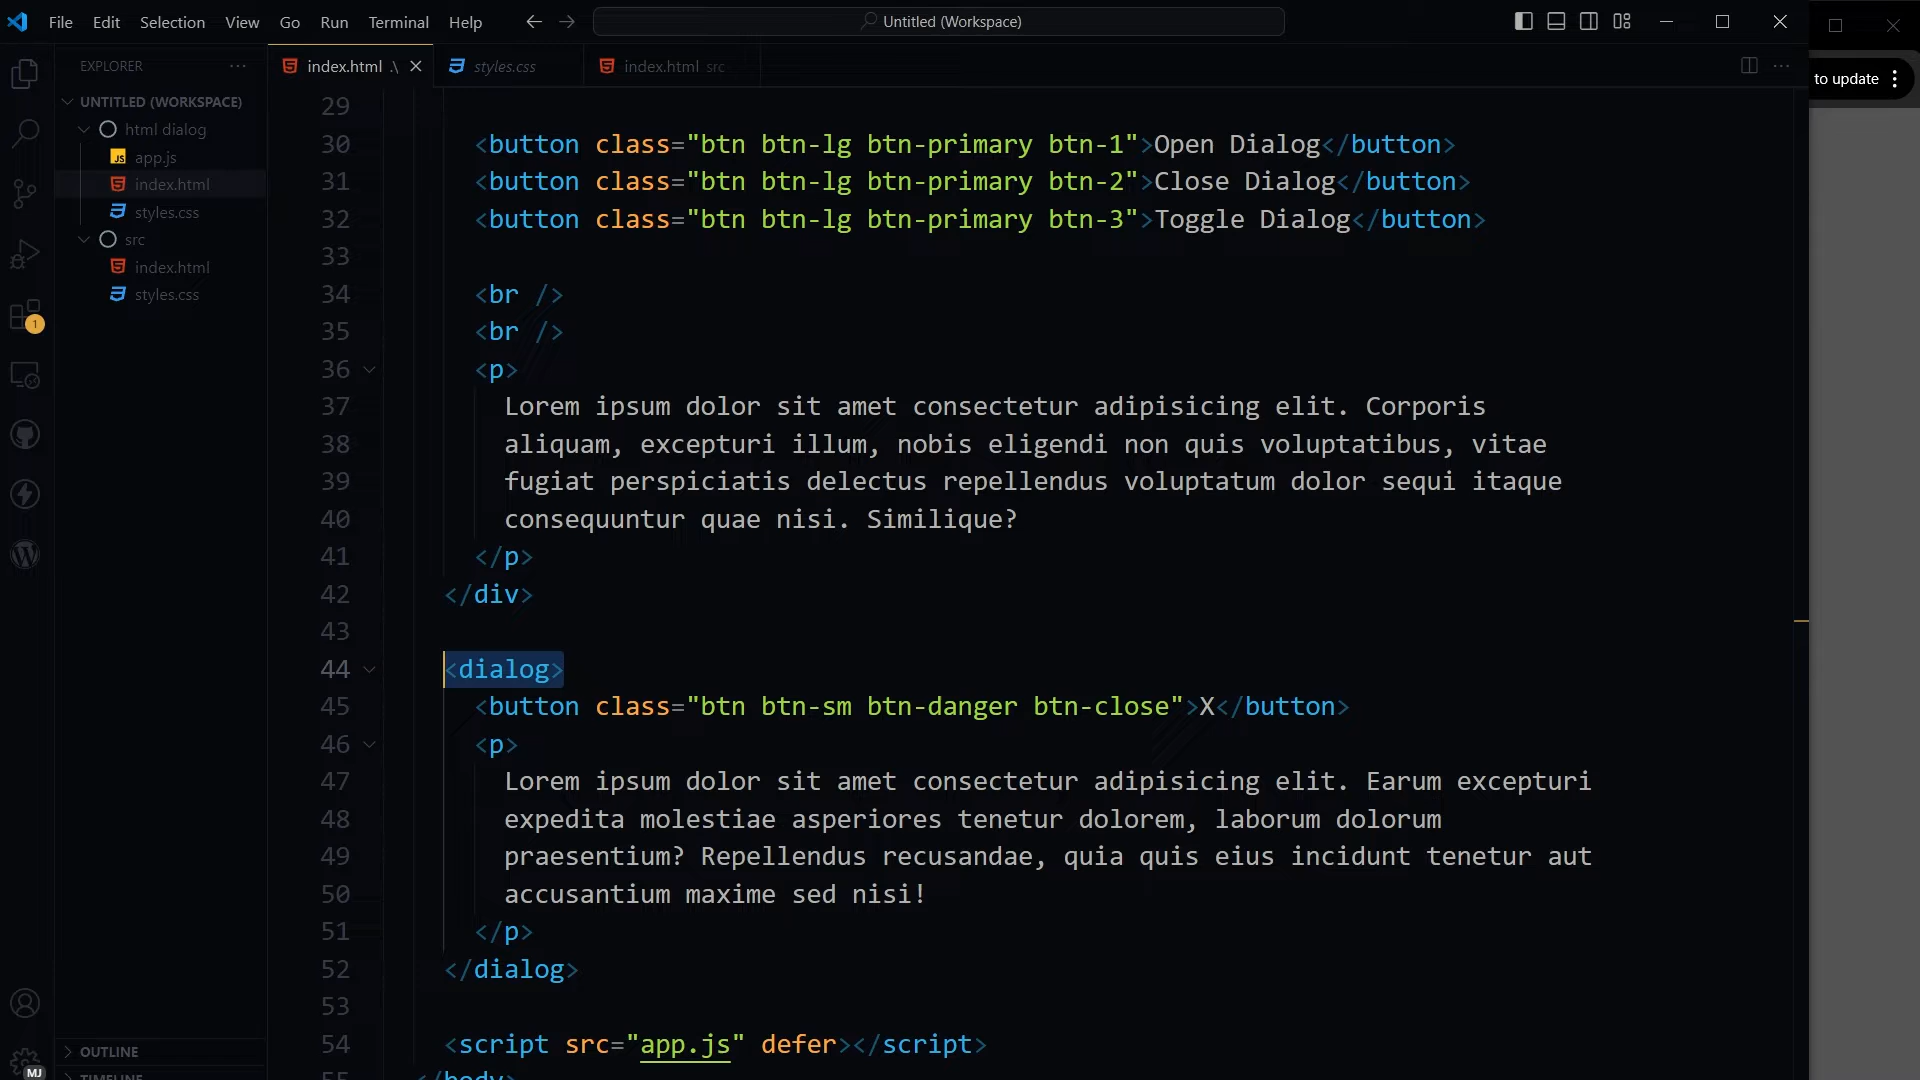 File Edit Selection View Go Run Terminal Help
Untitled (Workspace)
to update
EXPLORER
UNTITLED (WORKSPACE)
html dialog
app.js
index.html
styles.css
src
index.html
styles.css
1
OUTLINE
TIMELINE
MJ
index.html .\
styles.css
index.html src
29
30 <button class="btn btn-lg btn-primary btn-1">Open Dialog</button>
31 <button class="btn btn-lg btn-primary btn-2">Close Dialog</button>
32 <button class="btn btn-lg btn-primary btn-3">Toggle Dialog</button>
33
34 <br />
35 <br />
36 <p>
37 Lorem ipsum dolor sit amet consectetur adipisicing elit. Corporis
38 aliquam, excepturi illum, nobis eligendi non quis voluptatibus, vitae
39 fugiat perspiciatis delectus repellendus voluptatum dolor sequi itaque
40 consequuntur quae nisi. Similique?
41 </p>
42 </div>
43
44 <dialog>
45 <button class="btn btn-sm btn-danger btn-close">X</button>
46 <p>
47 Lorem ipsum dolor sit amet consectetur adipisicing elit. Earum excepturi
48 expedita molestiae asperiores tenetur dolorem, laborum dolorum
49 praesentium? Repellendus recusandae, quia quis eius incidunt tenetur aut
50 accusantium maxime sed nisi!
51 </p>
52 </dialog>
53
54 <script src="app.js" defer></script>
55 </body>